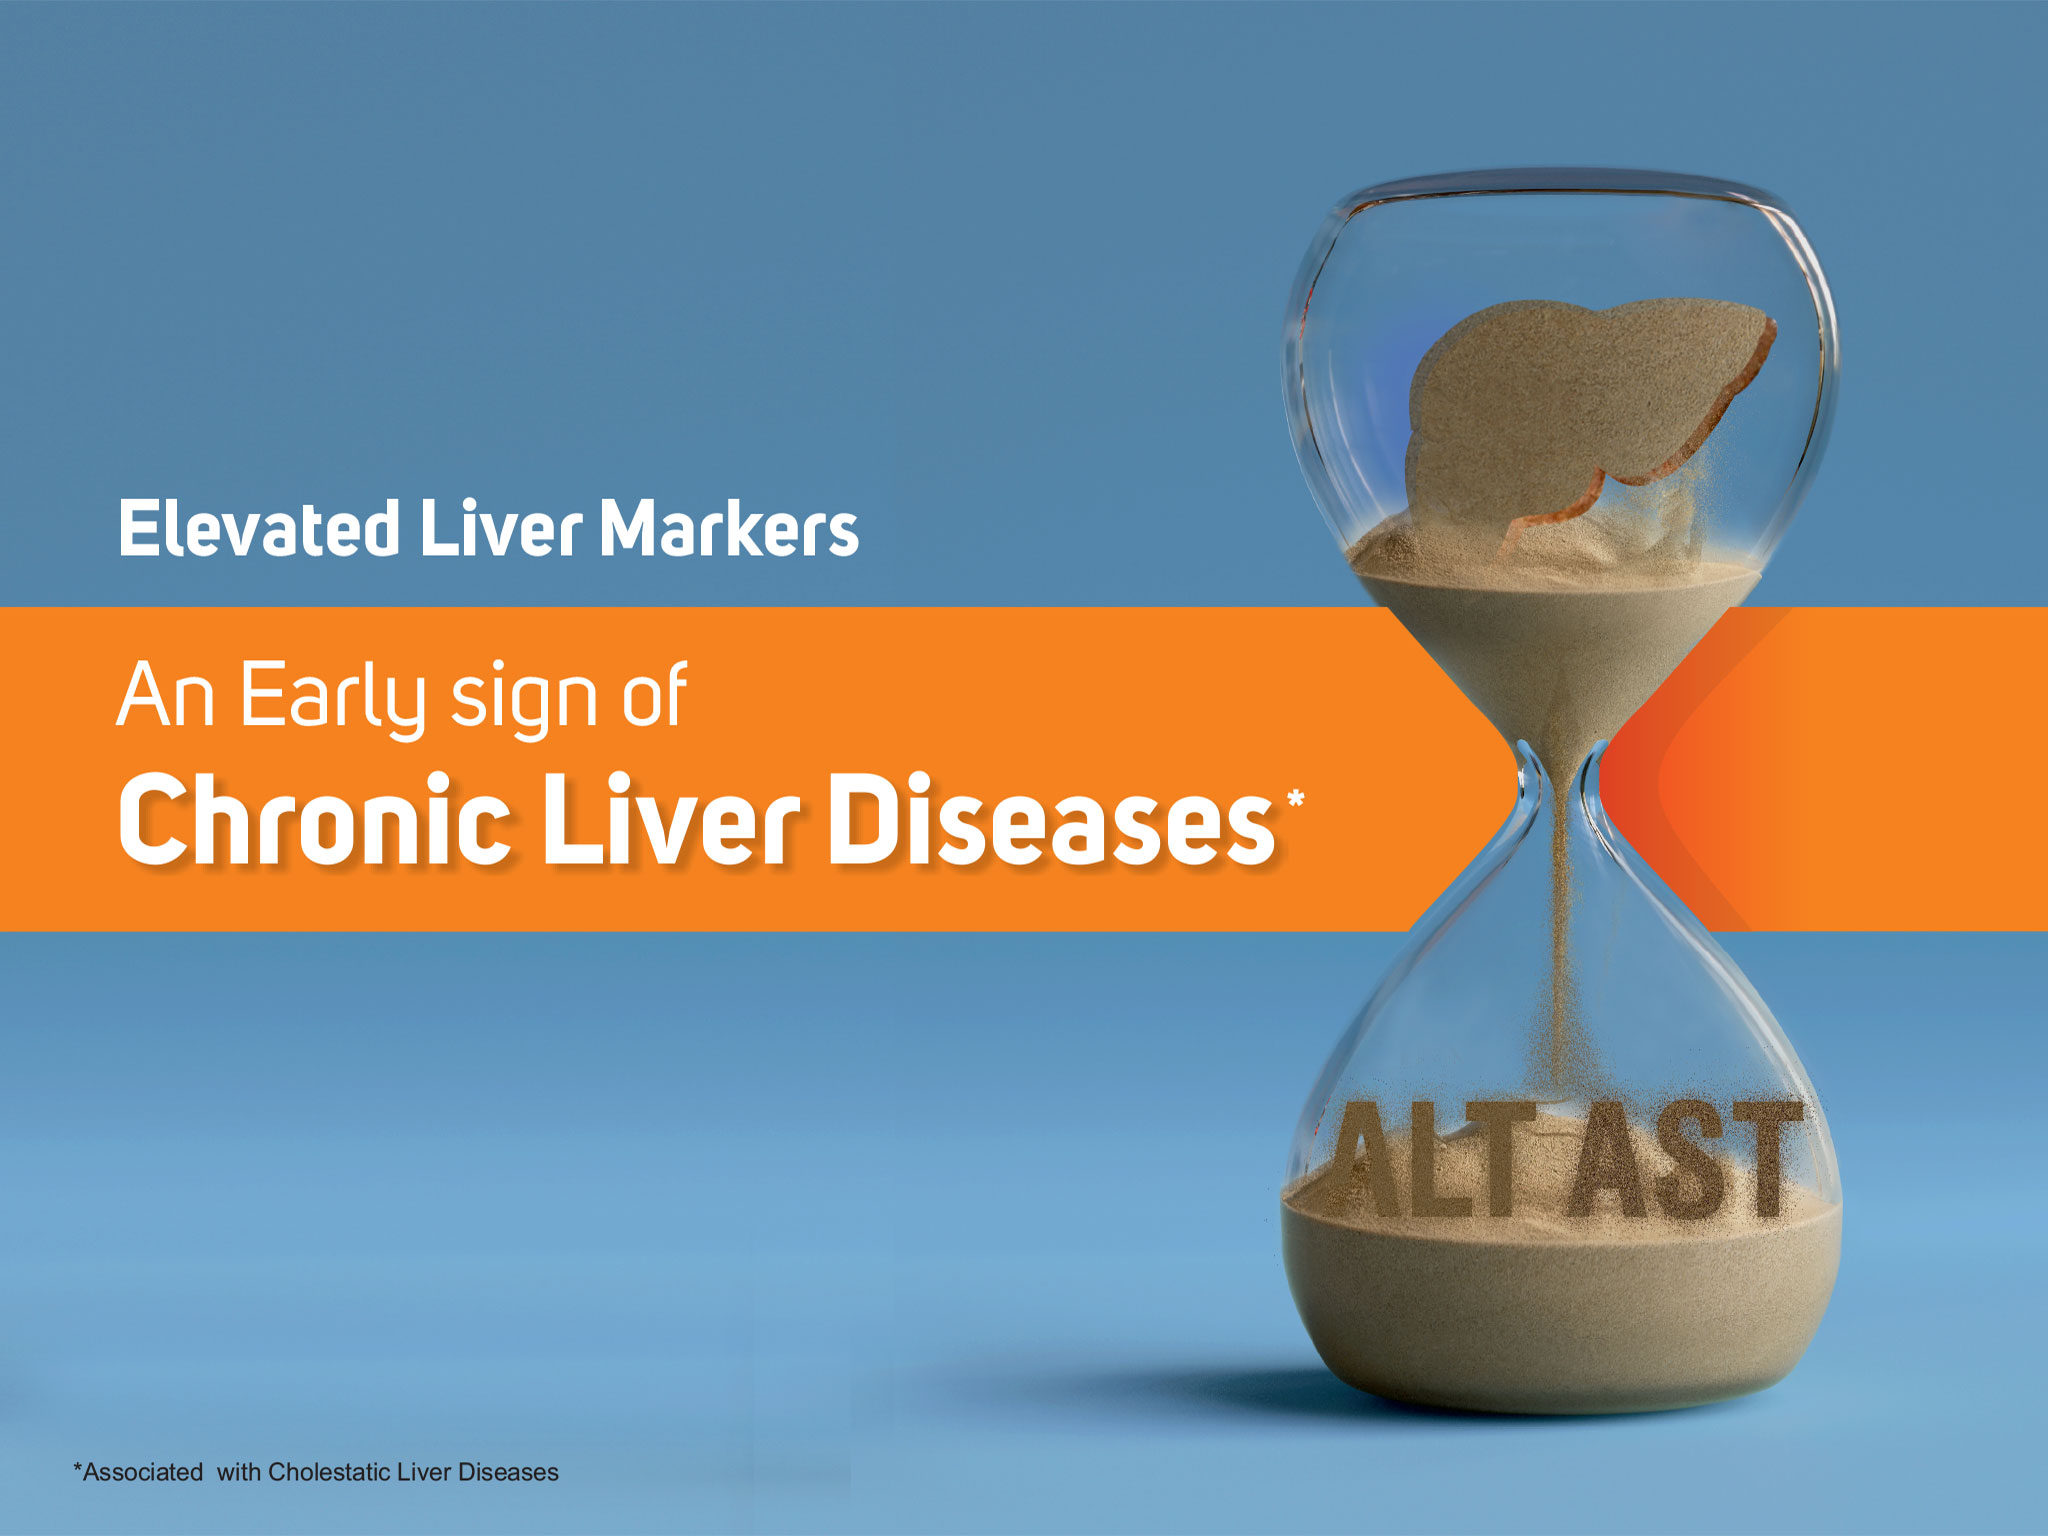 Elevated Liver Markers
An Early sign of
Chronic Liver Diseases*
ALT AST
*Associated with Cholestatic Liver Diseases